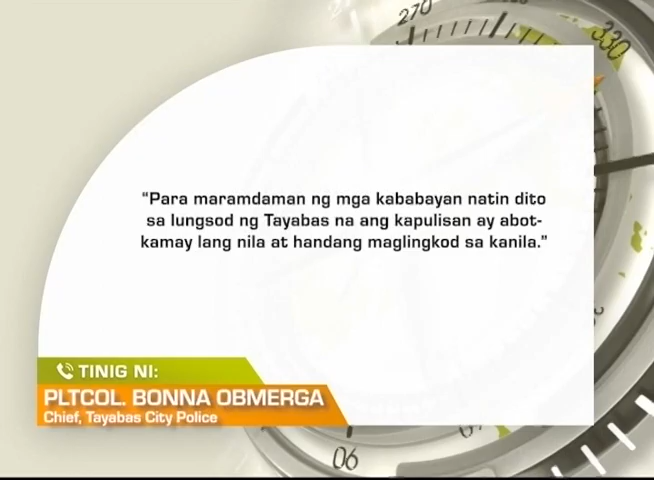 270
330
"Para maramdaman ng mga kababayan natin dito
sa lungsod ng Tayabas na ang kapulisan ay abot-
kamay lang nila at handang maglingkod sa kanila."
TINIG NI:
PLTCOL. BONNA OBMERGA
Chief, Tayabas City Police
06